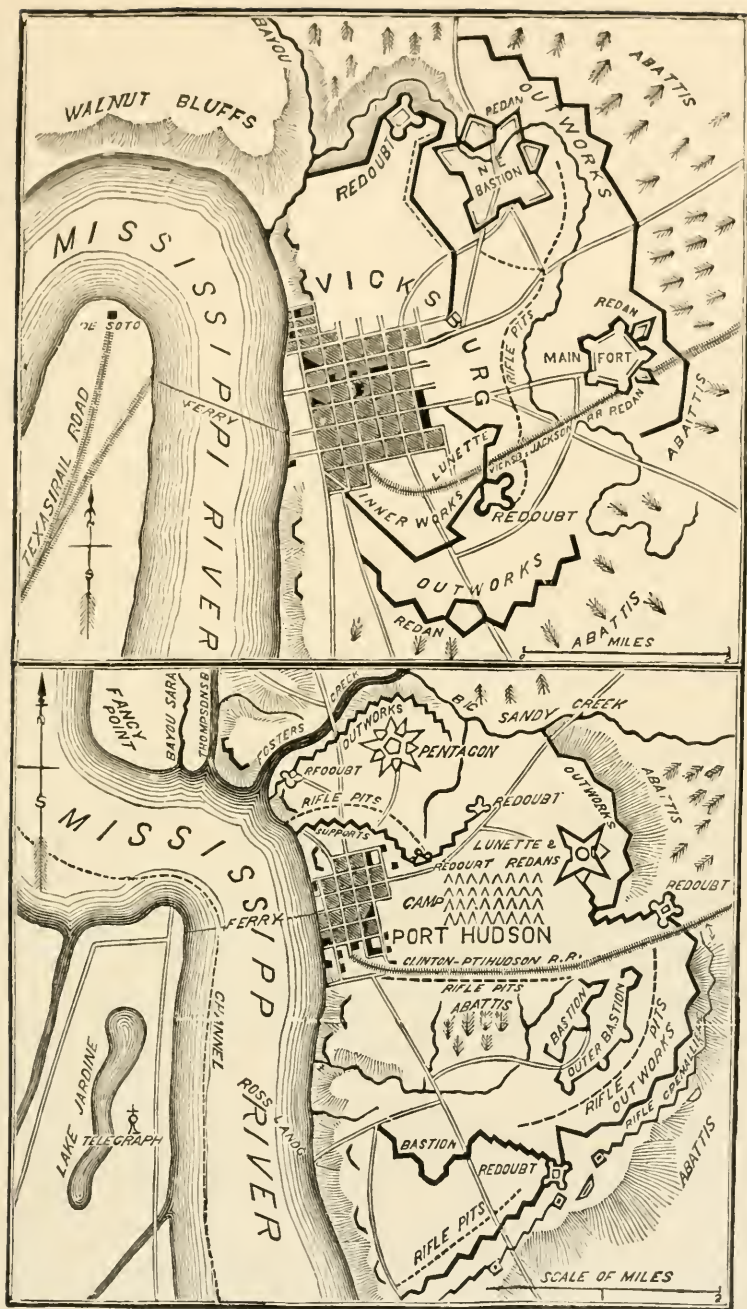 BAYOU
WALNUT BLUFFS
REDOUBT
REDAN
N.E.
BASTION
OUTWORKS
ABATTIS
MISSISSIPPI RIVER
VICKSBURG
DE SOTO
FERRY
TEXAS RAIL ROAD
S
RIFLE PITS
REDAN
MAIN FORT
RR REDAN
VICKSB & JACKSON
LUNETTE
INNER WORKS
REDOUBT
ABATTIS
OUTWORKS
REDAN
ABATTIS
MILES
S
FANCY
POINT
BAYOU SARA
THOMPSONS B
FOSTERS CREEK
BIG SANDY CREEK
OUTWORKS
PENTAGON
REDOUBT
RIFLE PITS
SUPPORTS
REDOUBT
OUTWORKS
ABATTIS
LUNETTE &
REDOURT REDANS
CAMP
REDOUBT
PORT HUDSON
MISSISSIPP RIVER
FERRY
CHANNEL
CLINTON-PT HUDSON R.R.
RIFLE PITS
ABATTIS
BASTION
OUTER BASTION
RIFLE PITS
OUTWORKS
RIFLE
ABATTIS
LAKE JARDINE
TELEGRAPH
ROSS LANDG
BASTION
REDOUBT
RIFLE PITS
SCALE OF MILES
2